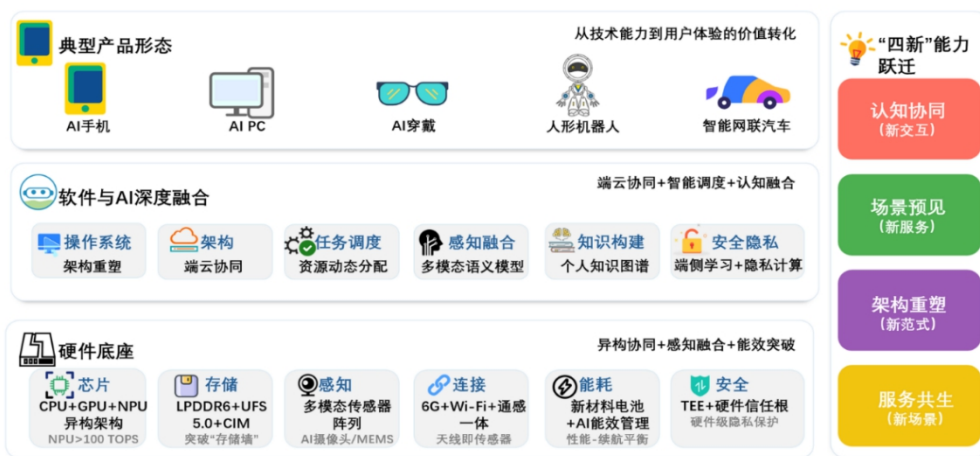 典型产品形态
从技术能力到用户体验的价值转化
AI手机
AI PC
AI穿戴
人形机器人
智能网联汽车
软件与AI深度融合
端云协同+智能调度+认知融合
操作系统
架构重塑
架构
端云协同
任务调度
资源动态分配
感知融合
多模态语义模型
知识构建
个人知识图谱
安全隐私
端侧学习+隐私计算
硬件底座
异构协同+感知融合+能效突破
芯片
CPU+GPU+NPU
异构架构
NPU>100 TOPS
存储
LPDDR6+UFS
5.0+CIM
突破“存储墙”
感知
多模态传感器
阵列
AI摄像头/MEMS
连接
6G+Wi-Fi+通感
一体
天线即传感器
能耗
新材料电池
+AI能效管理
性能-续航平衡
安全
TEE+硬件信任根
硬件级隐私保护
“四新”能力
跃迁
认知协同
(新交互)
场景预见
(新服务)
架构重塑
(新范式)
服务共生
(新场景)